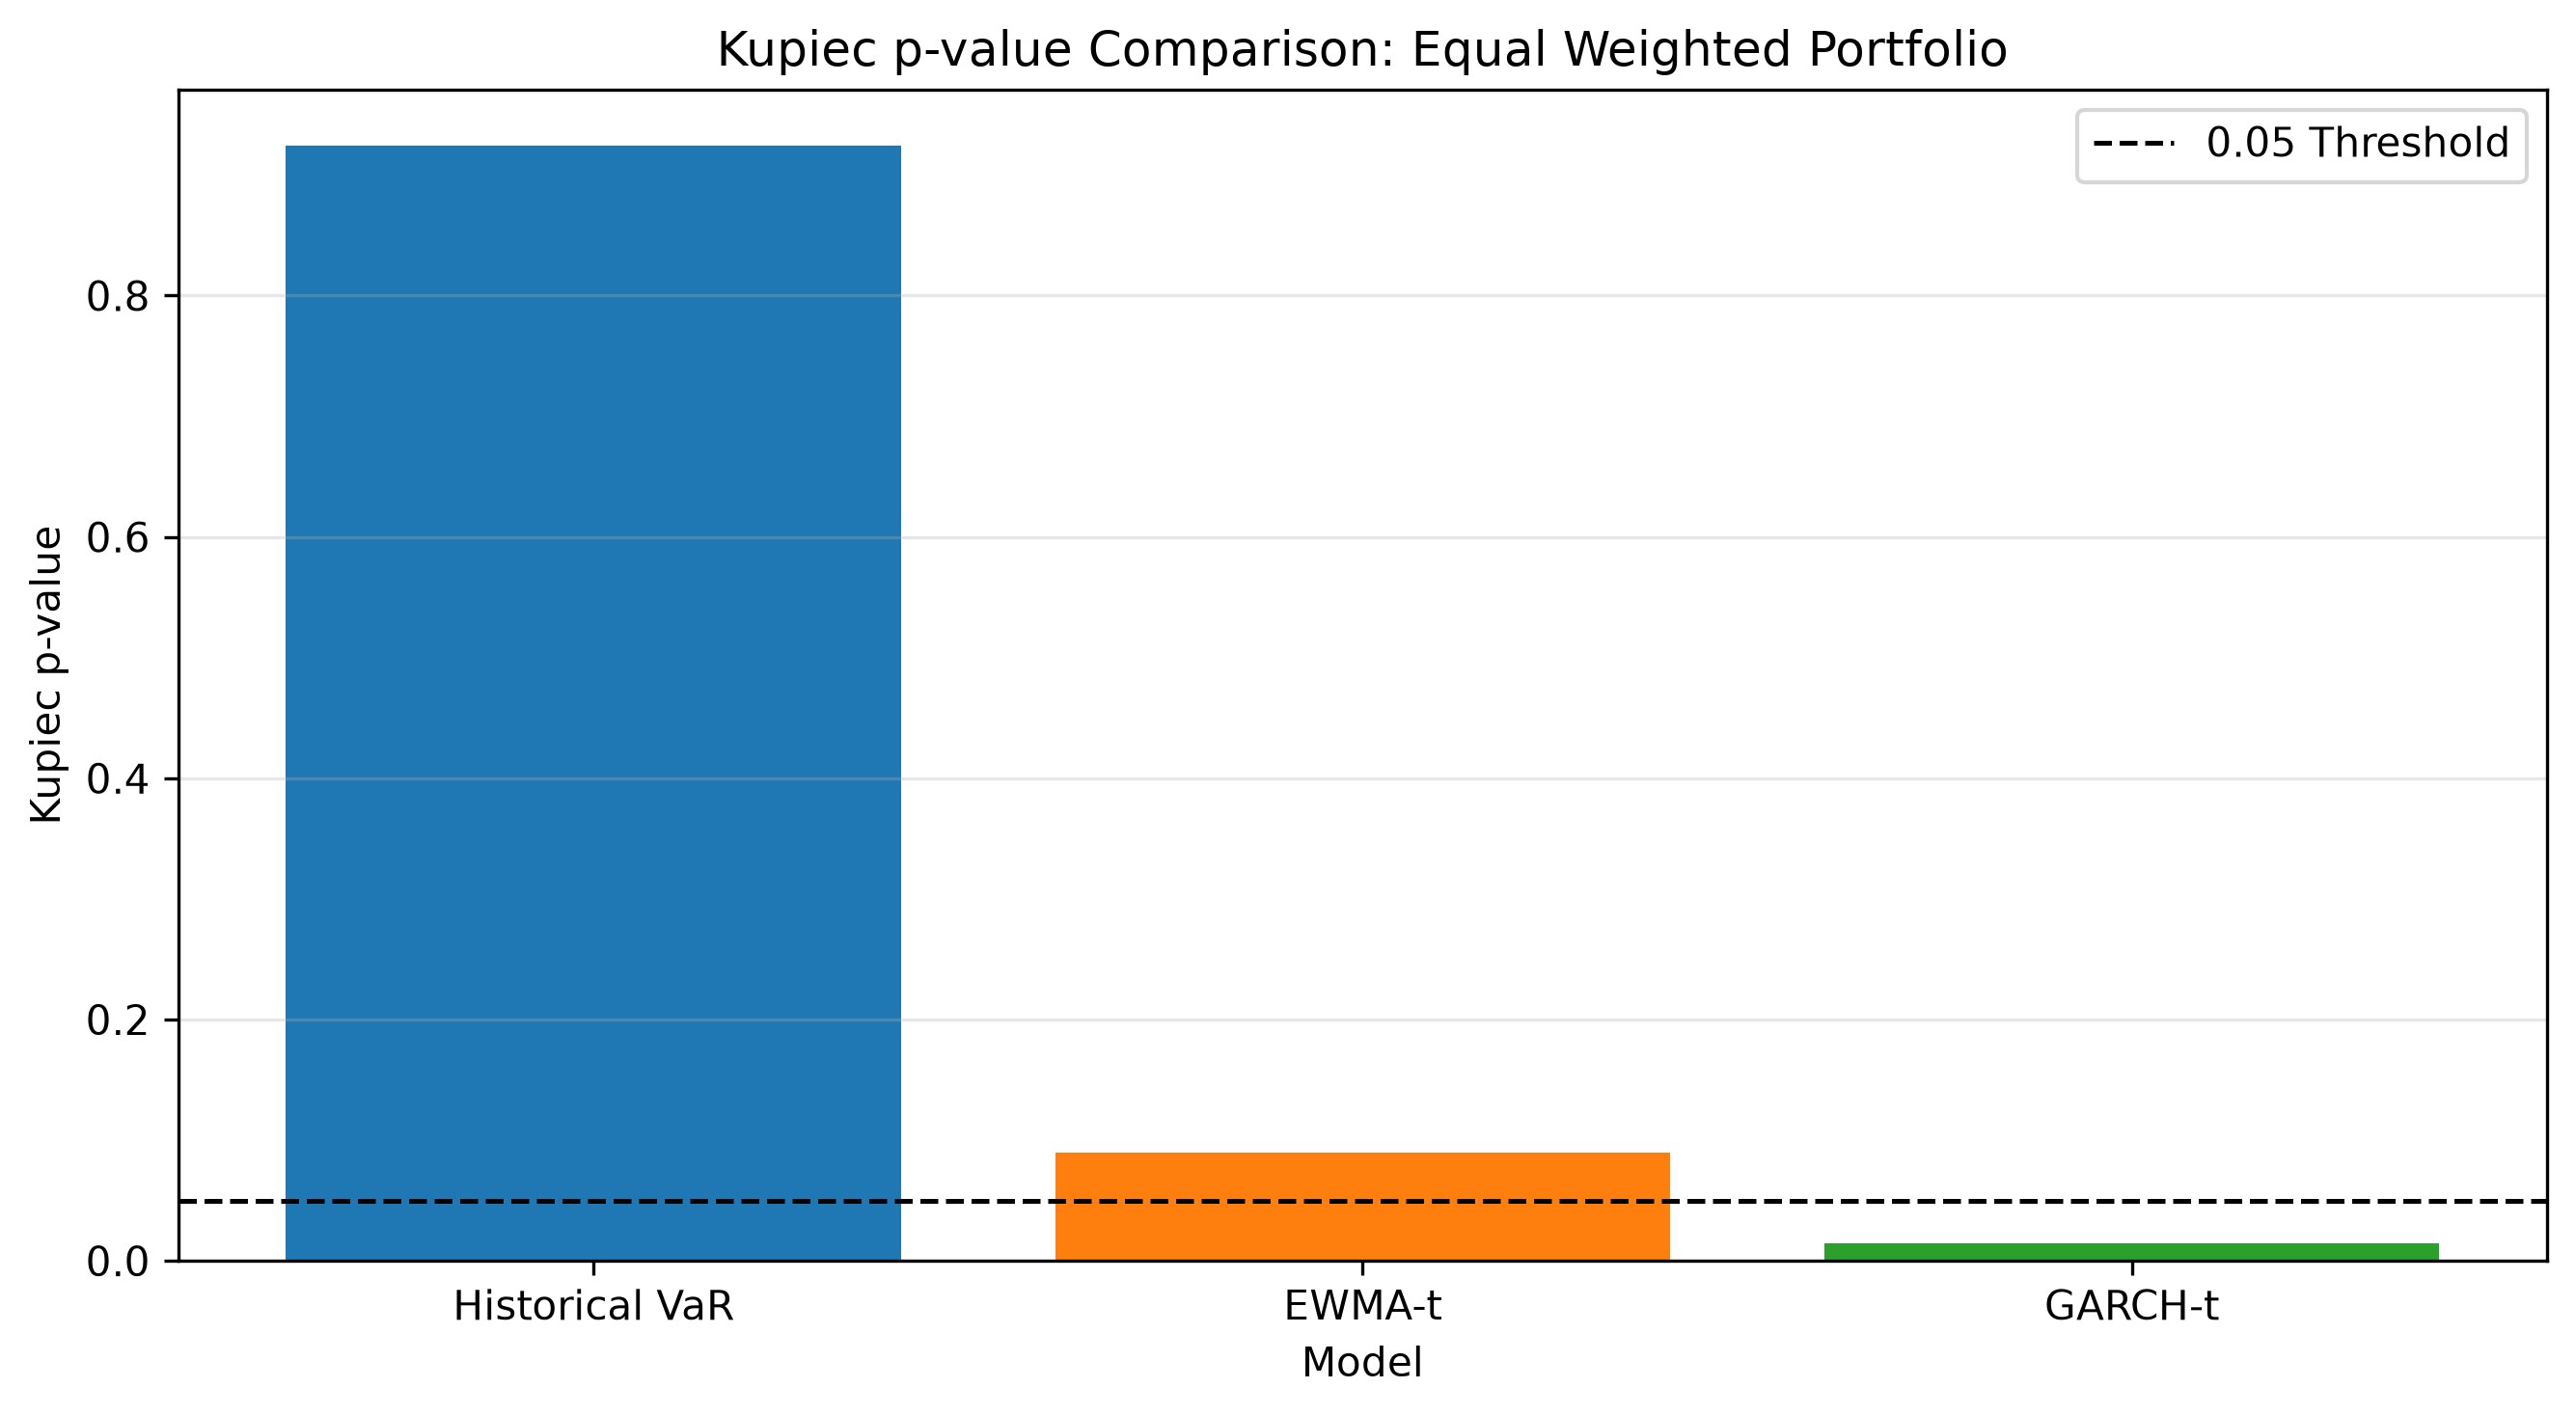 Kupiec p-value Comparison: Equal Weighted Portfolio
0.05 Threshold
Kupiec p-value
0.8
0.6
0.4
0.2
0.0
Historical VaR
EWMA-t
GARCH-t
Model